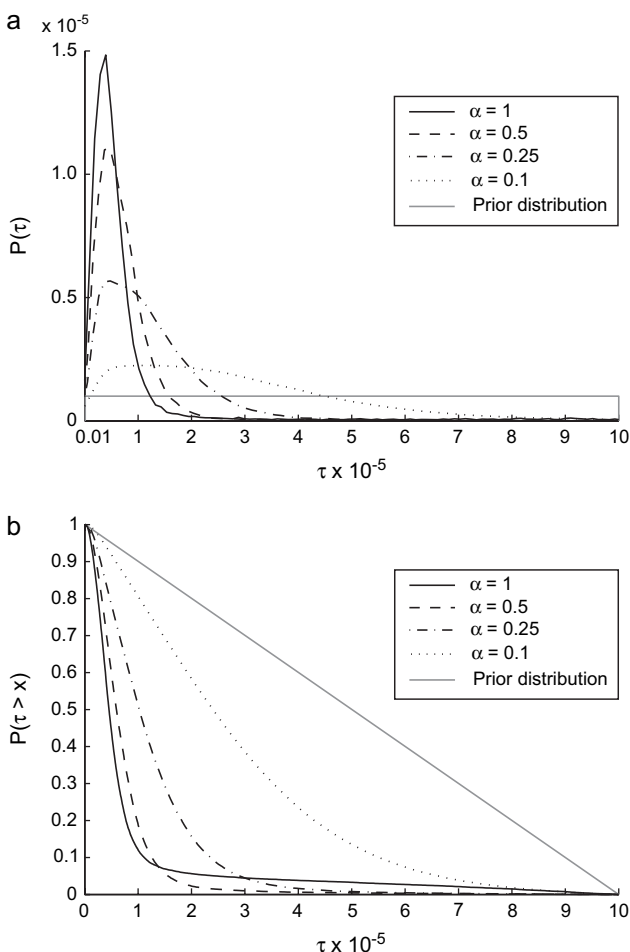 a
x 10-5
1.5
1.0
0.5
0
P(τ)
0.01 1 2 3 4 5 6 7 8 9 10
τ x 10-5
α = 1
α = 0.5
α = 0.25
α = 0.1
Prior distribution
b
1
0.9
0.8
0.7
0.6
0.5
0.4
0.3
0.2
0.1
0
P(τ > x)
0 1 2 3 4 5 6 7 8 9 10
τ x 10-5
α = 1
α = 0.5
α = 0.25
α = 0.1
Prior distribution